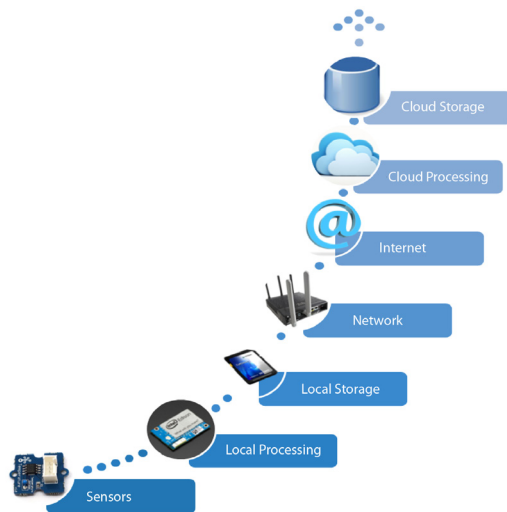 Cloud Storage
Cloud Processing
Internet
@
Network
Local Storage
Local Processing
Sensors